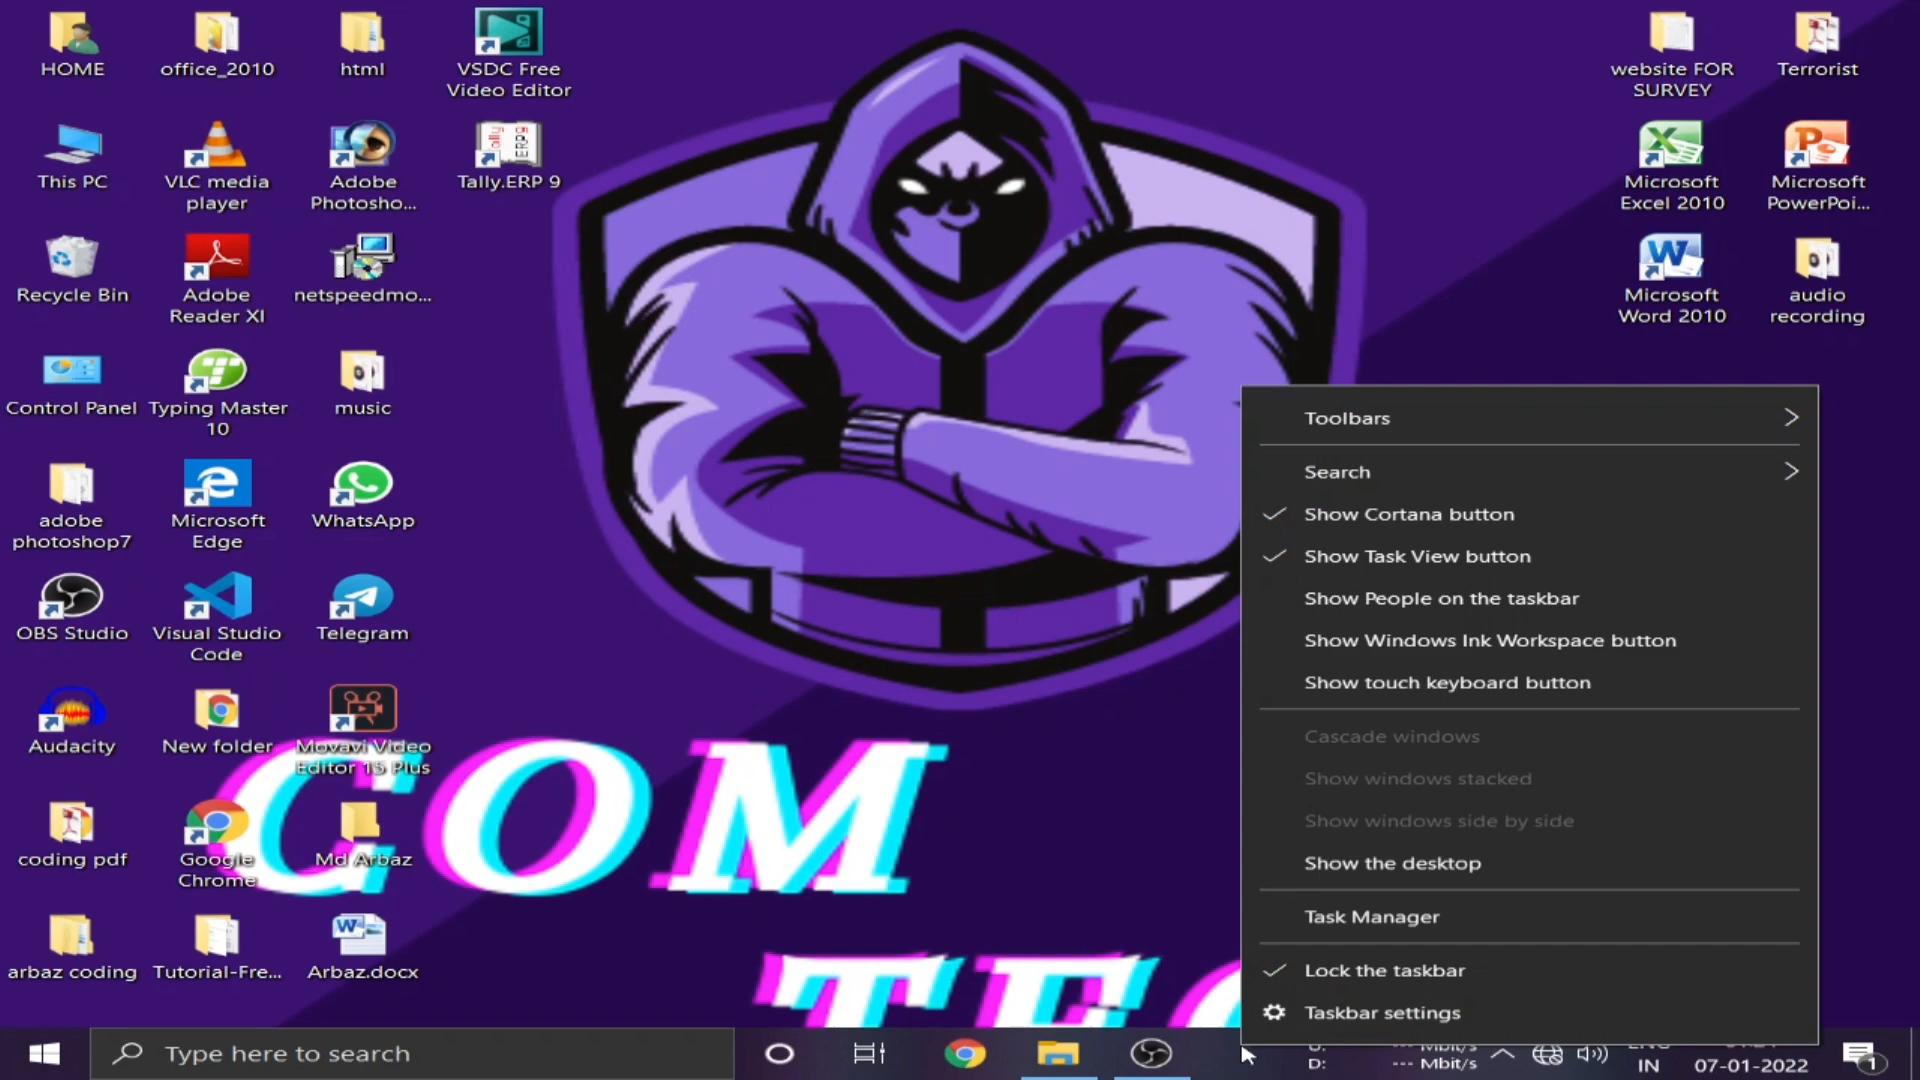 HOME
office_2010
html
VSDC Free
Video Editor
website FOR
SURVEY
Terrorist
This PC
VLC media
player
Adobe
Photosho...
Tally.ERP 9
Microsoft
Excel 2010
Microsoft
PowerPoi...
Recycle Bin
Adobe
Reader XI
netspeedmo...
Microsoft
Word 2010
audio
recording
Control Panel
Typing Master
10
music
adobe
photoshop7
Microsoft
Edge
WhatsApp
OBS Studio
Visual Studio
Code
Telegram
Audacity
New folder
Movavi Video
Editor 15 Plus
coding pdf
Google
Chrome
Md Arbaz
arbaz coding
Tutorial-Fre...
Arbaz.docx
COM
Toolbars
Search
Show Cortana button
Show Task View button
Show People on the taskbar
Show Windows Ink Workspace button
Show touch keyboard button
Cascade windows
Show windows stacked
Show windows side by side
Show the desktop
Task Manager
Lock the taskbar
Taskbar settings
Type here to search
D: --- Mbit/s
IN
07-01-2022
1